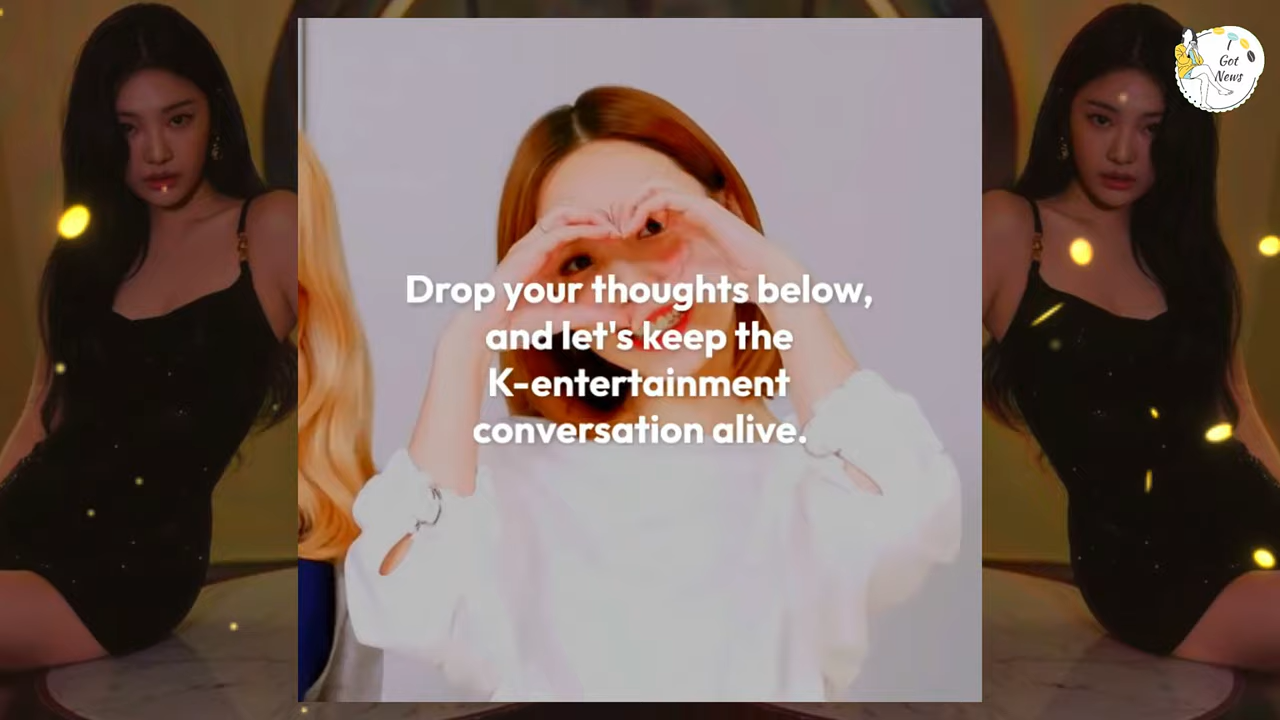 Drop your thoughts below,
and let's keep the
K-entertainment
conversation alive.
I
Got
News